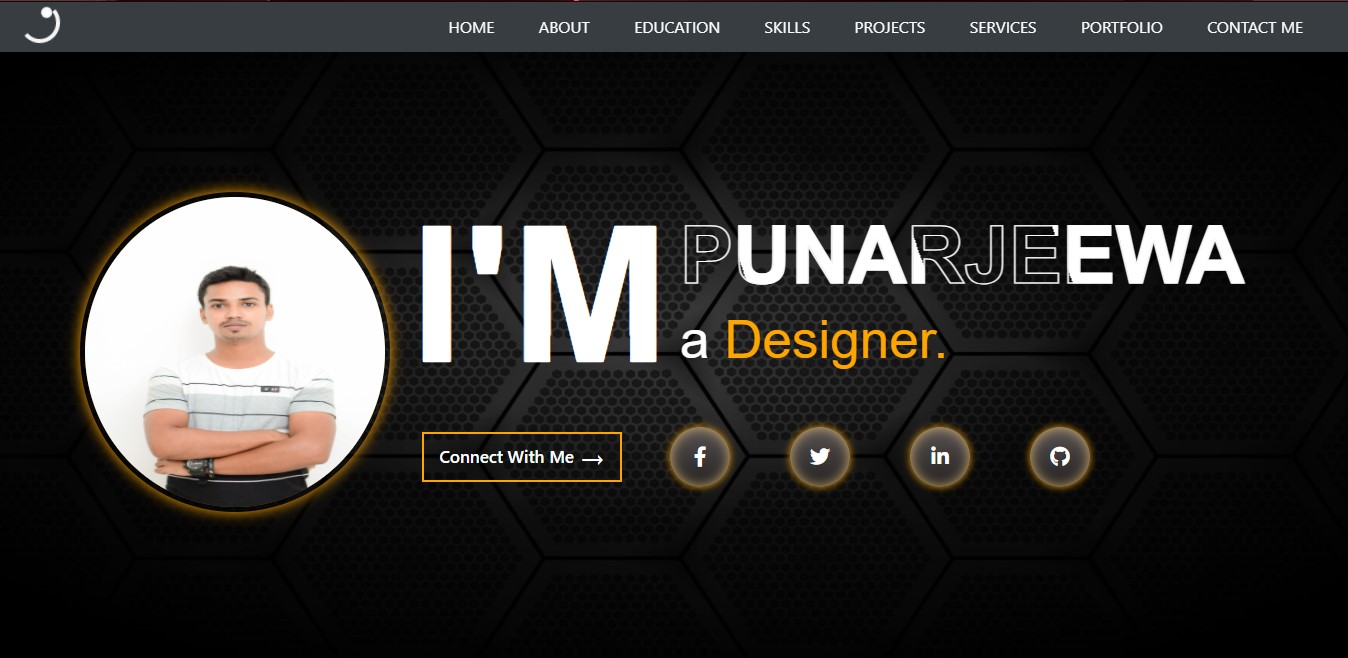 HOME ABOUT EDUCATION SKILLS PROJECTS SERVICES PORTFOLIO CONTACT ME
I'M PUNARJEEWA
a Designer.
Connect With Me →